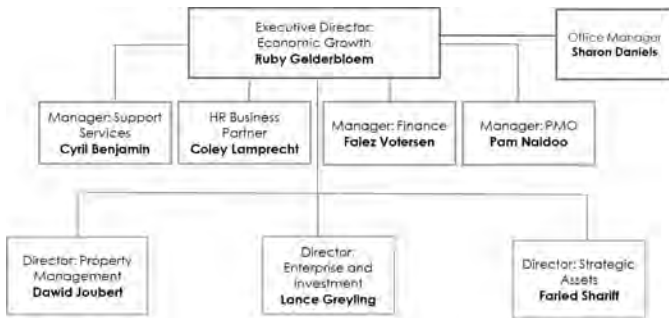 Executive Director:
Economic Growth
Ruby Gelderbloem
Office Manager
Sharon Daniels
Manager: Support
Services
Cyril Benjamin
HR Business
Partner
Coley Lamprecht
Manager: Finance
Faiez Votersen
Manager: PMO
Pam Naidoo
Director: Property
Management
Dawid Joubert
Director:
Enterprise and
Investment
Lance Greyling
Director: Strategic
Assets
Faried Shariff